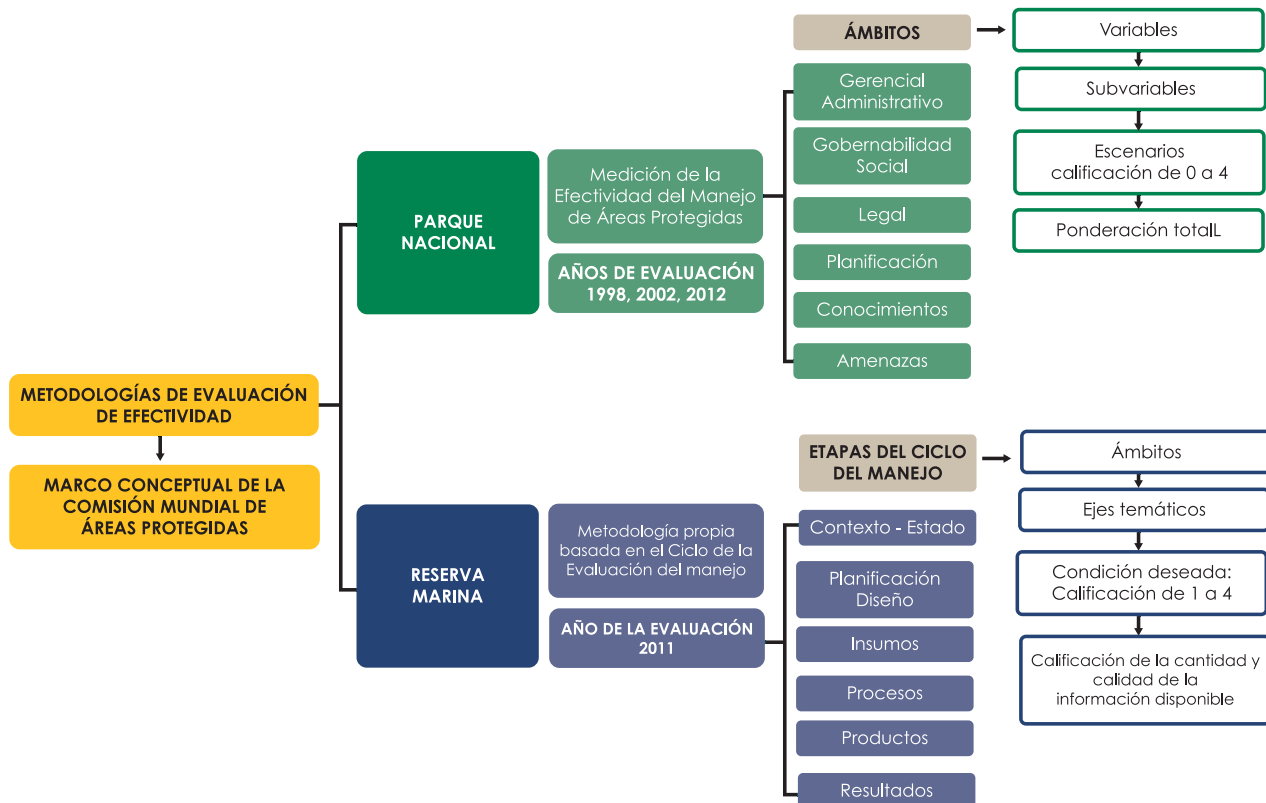 METODOLOGÍAS DE EVALUACIÓN
DE EFECTIVIDAD
MARCO CONCEPTUAL DE LA
COMISIÓN MUNDIAL DE
ÁREAS PROTEGIDAS
PARQUE
NACIONAL
Medición de la
Efectividad del Manejo
de Áreas Protegidas
AÑOS DE EVALUACIÓN
1998, 2002, 2012
ÁMBITOS
Gerencial
Administrativo
Gobernabilidad
Social
Legal
Planificación
Conocimientos
Amenazas
Variables
Subvariables
Escenarios
calificación de 0 a 4
Ponderación totalL
RESERVA
MARINA
Metodología propia
basada en el Ciclo de la
Evaluación del manejo
AÑO DE LA EVALUACIÓN
2011
ETAPAS DEL CICLO
DEL MANEJO
Contexto - Estado
Planificación
Diseño
Insumos
Procesos
Productos
Resultados
Ámbitos
Ejes temáticos
Condición deseada:
Calificación de 1 a 4
Calificación de la cantidad y
calidad de la
información disponible